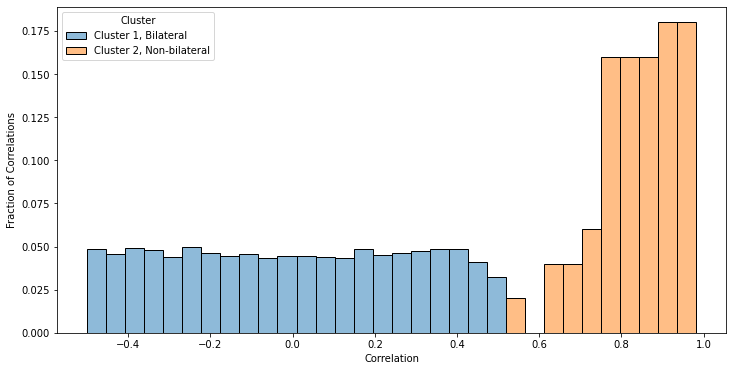 Cluster
Cluster 1, Bilateral
Cluster 2, Non-bilateral
Fraction of Correlations
0.175
0.150
0.125
0.100
0.075
0.050
0.025
0.000
−0.4 −0.2 0.0 0.2 0.4 0.6 0.8 1.0
Correlation